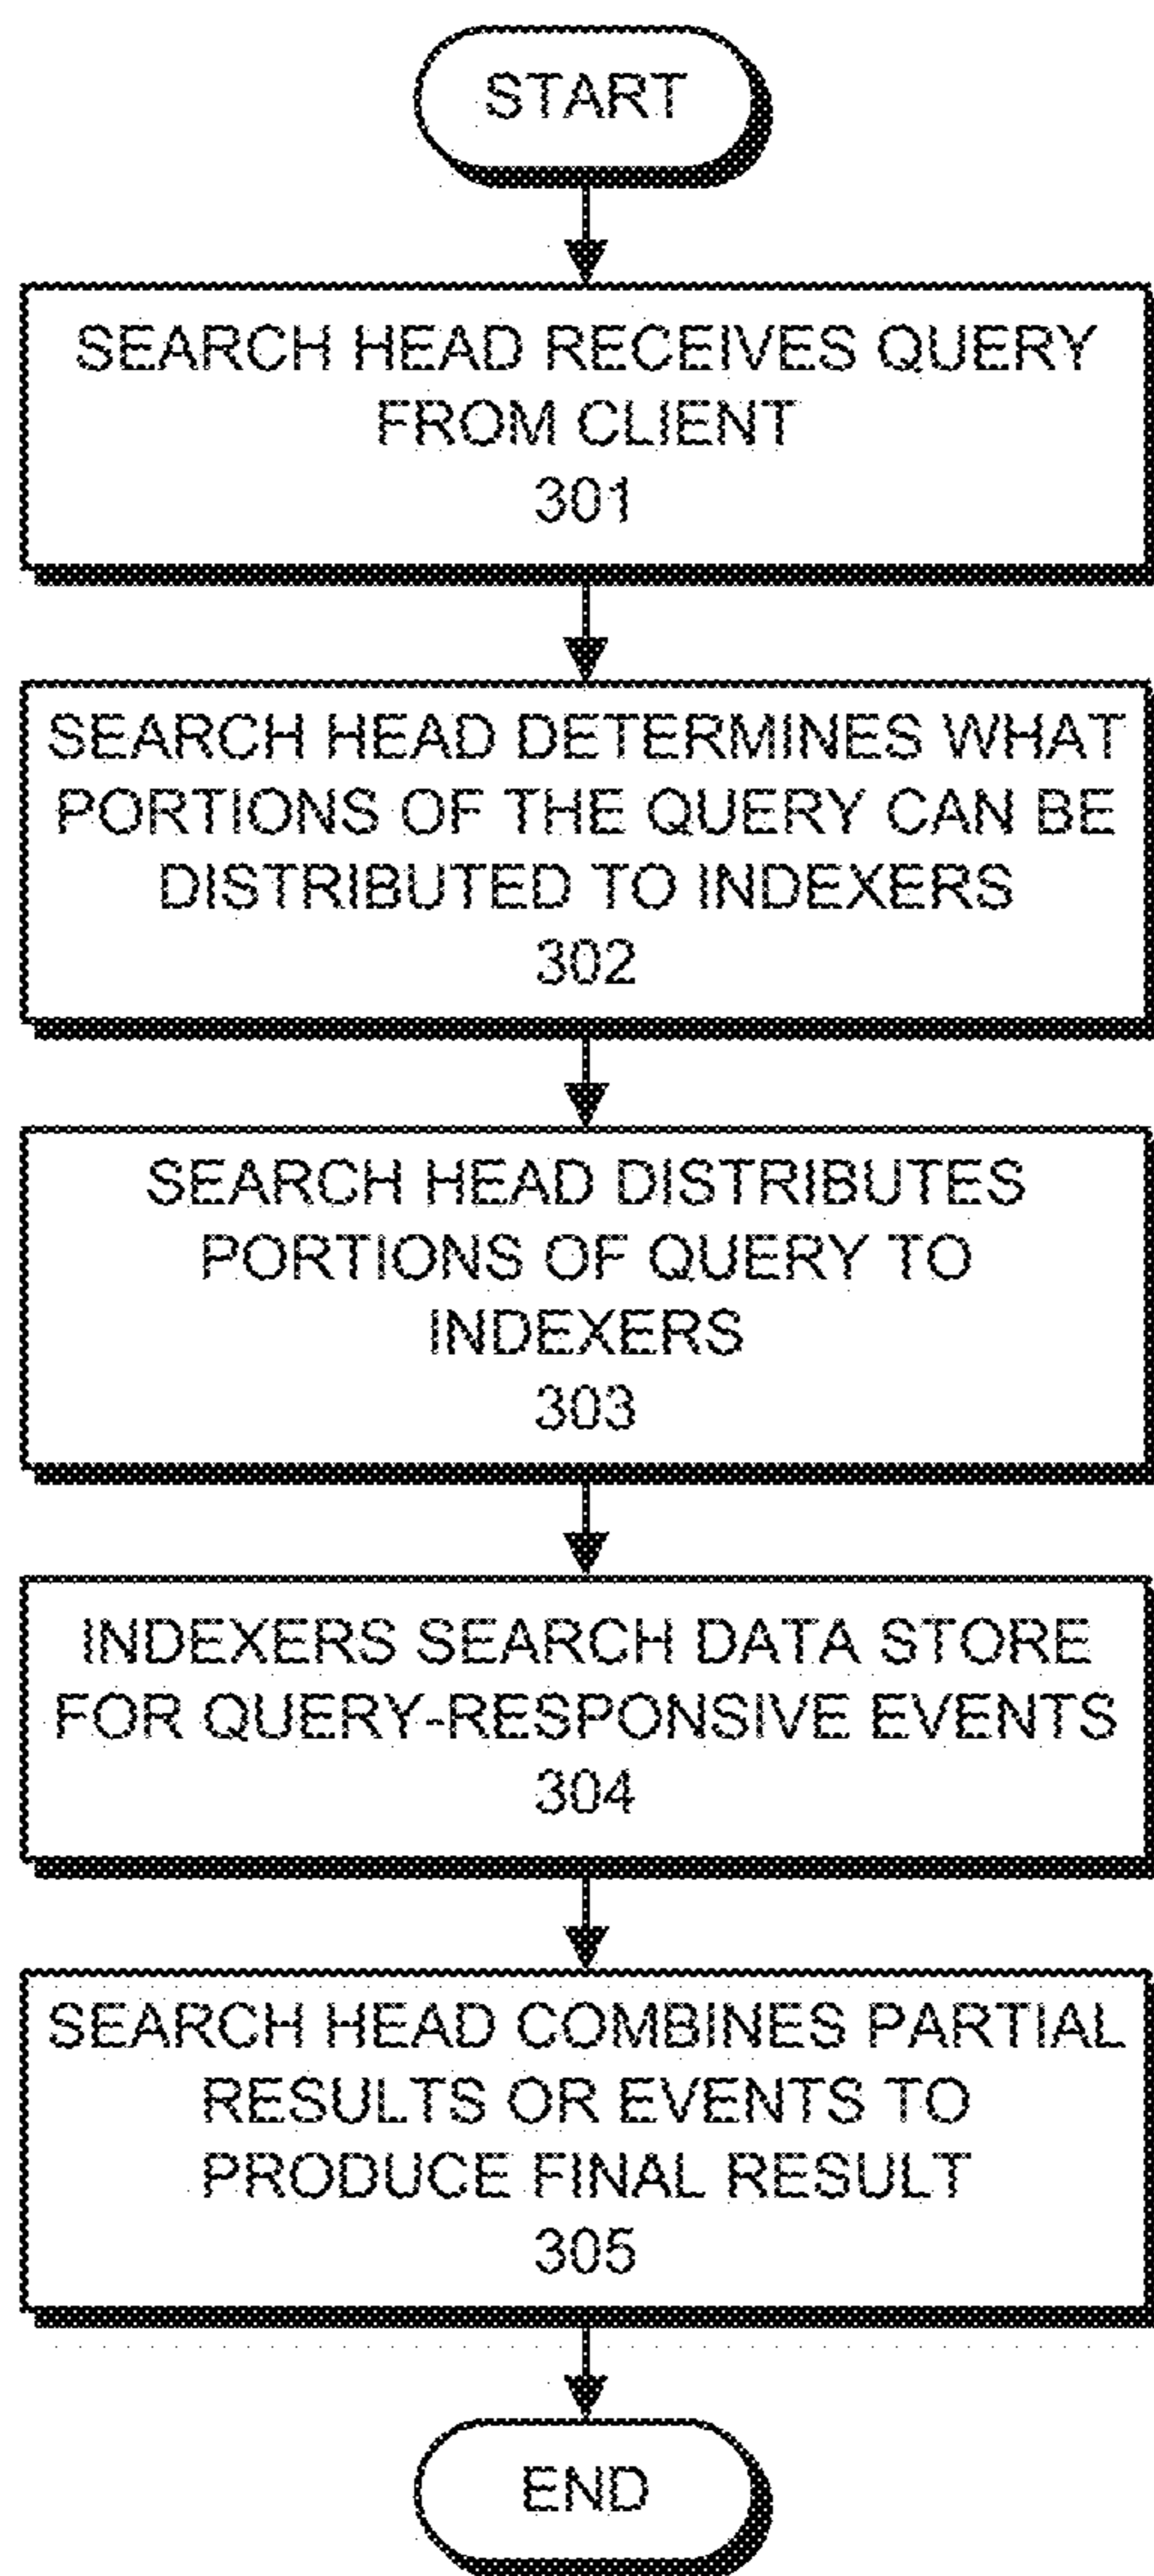 START
SEARCH HEAD RECEIVES QUERY
FROM CLIENT
301
SEARCH HEAD DETERMINES WHAT
PORTIONS OF THE QUERY CAN BE
DISTRIBUTED TO INDEXERS
302
SEARCH HEAD DISTRIBUTES
PORTIONS OF QUERY TO
INDEXERS
303
INDEXERS SEARCH DATA STORE
FOR QUERY-RESPONSIVE EVENTS
304
SEARCH HEAD COMBINES PARTIAL
RESULTS OR EVENTS TO
PRODUCE FINAL RESULT
305
END